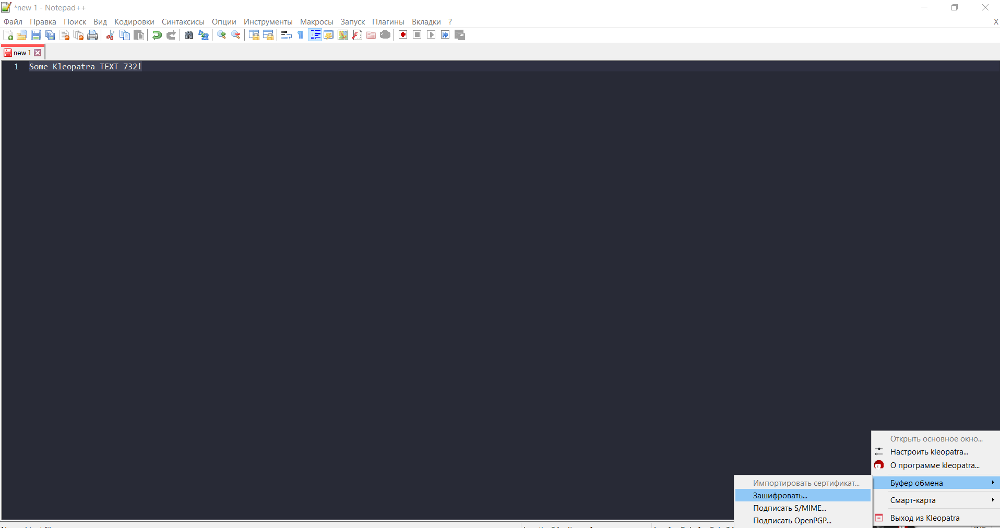 *new 1 - Notepad++
Файл Правка Поиск Вид Кодировки Синтаксисы Опции Инструменты Макросы Запуск Плагины Вкладки ? X
new 1
1 Some Kleopatra TEXT 732!
Открыть основное окно...
Настроить kleopatra...
О программе kleopatra...
Буфер обмена
Смарт-карта
Выход из Kleopatra
Импортировать сертификат...
Зашифровать...
Подписать S/MIME...
Подписать OpenPGP...